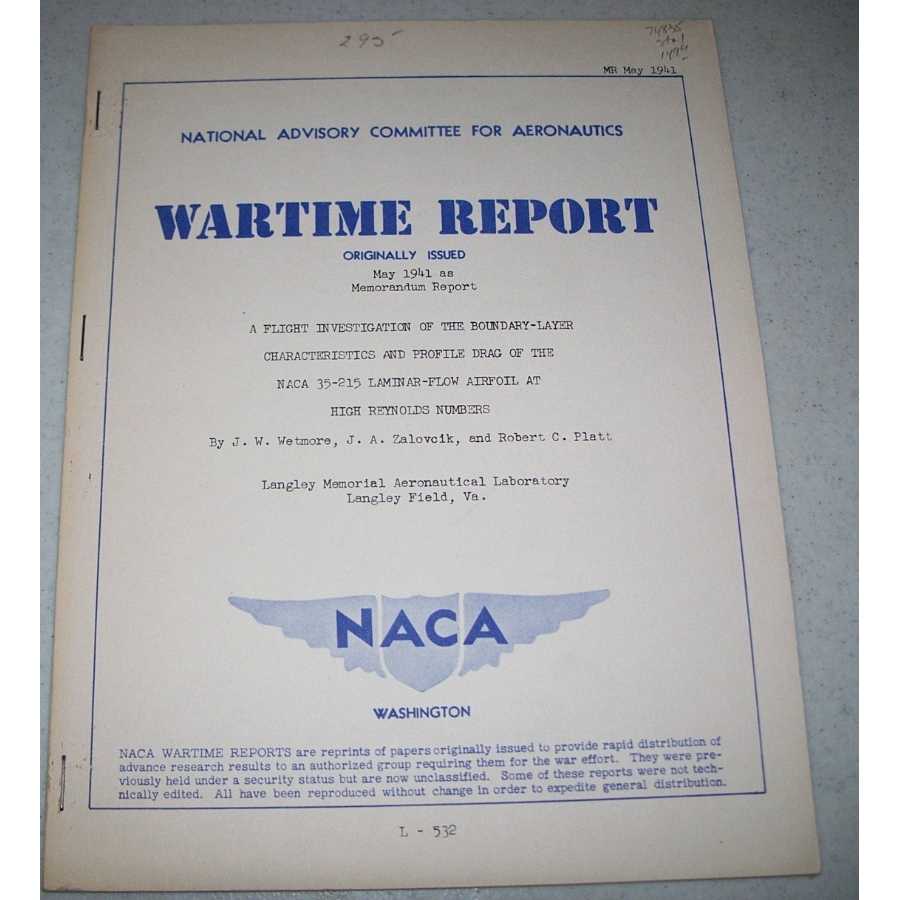 295
MR May 1941
NATIONAL ADVISORY COMMITTEE FOR AERONAUTICS
WARTIME REPORT
ORIGINALLY ISSUED
May 1941 as
Memorandum Report
A FLIGHT INVESTIGATION OF THE BOUNDARY-LAYER
CHARACTERISTICS AND PROFILE DRAG OF THE
NACA 35-215 LAMINAR-FLOW AIRFOIL AT
HIGH REYNOLDS NUMBERS
By J. W. Wetmore, J. A. Zalovcik, and Robert C. Platt
Langley Memorial Aeronautical Laboratory
Langley Field, Va.
NACA
WASHINGTON
NACA WARTIME REPORTS are reprints of papers originally issued to provide rapid distribution of
advance research results to an authorized group requiring them for the war effort. They were pre-
viously held under a security status but are now unclassified. Some of these reports were not tech-
nically edited. All have been reproduced without change in order to expedite general distribution.
L - 532